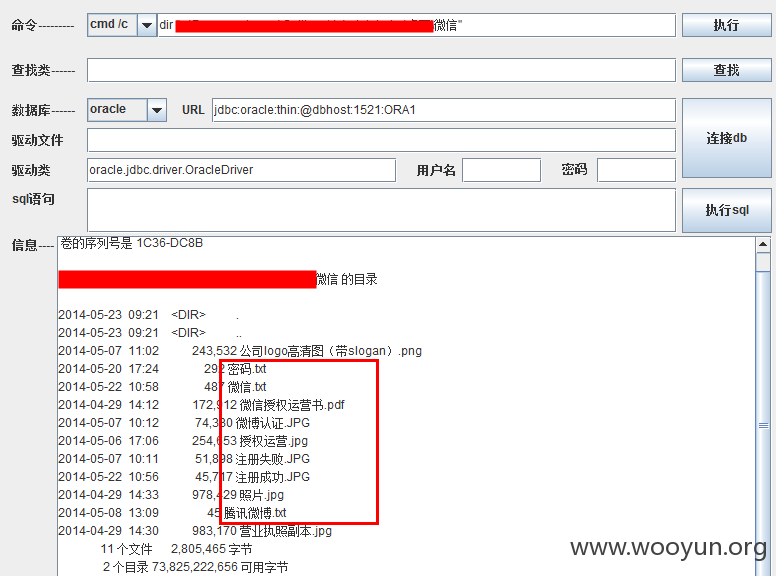 命令--------- cmd /c dir 微信" 执行
查找类------ 查找
数据库------ oracle URL jdbc:oracle:thin:@dbhost:1521:ORA1 连接db
驱动文件
驱动类 oracle.jdbc.driver.OracleDriver 用户名 密码
sql语句 执行sql
信息----
卷的序列号是 1C36-DC8B
微信 的目录
2014-05-23 09:21 <DIR> .
2014-05-23 09:21 <DIR> ..
2014-05-07 11:02 243,532 公司logo高清图（带slogan）.png
2014-05-20 17:24 292 密码.txt
2014-05-22 10:58 487 微信.txt
2014-04-29 14:12 172,912 微信授权运营书.pdf
2014-05-07 10:12 74,330 微博认证.JPG
2014-05-06 17:06 254,653 授权运营.jpg
2014-05-07 10:11 51,898 注册失败.JPG
2014-05-22 10:56 45,717 注册成功.JPG
2014-04-29 14:33 978,429 照片.jpg
2014-05-08 13:09 45 腾讯微博.txt
2014-04-29 14:30 983,170 营业执照副本.jpg
11 个文件 2,805,465 字节
2 个目录 73,825,222,656 可用字节
www.wooyun.org